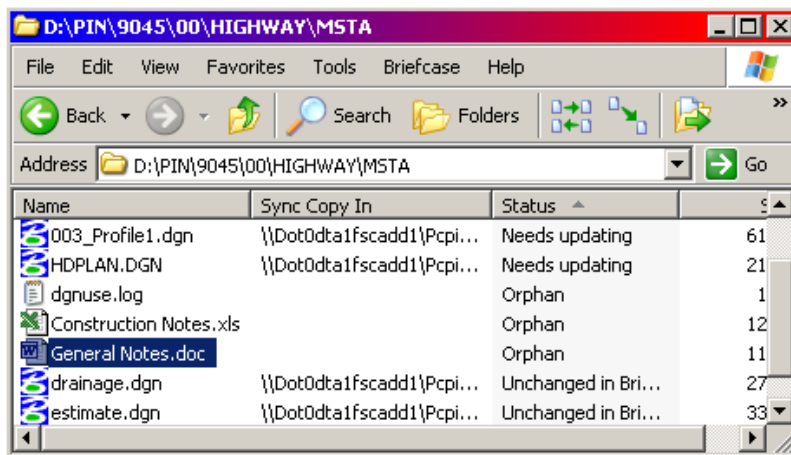 D:\PIN\9045\00\HIGHWAY\MSTA
File Edit View Favorites Tools Briefcase Help
Back Search Folders »
Address D:\PIN\9045\00\HIGHWAY\MSTA Go
Name Sync Copy In Status
003_Profile1.dgn \\Dot0dta1fscadd1\Pcpi... Needs updating 61
HDPLAN.DGN \\Dot0dta1fscadd1\Pcpi... Needs updating 21
dgnuse.log Orphan 1
Construction Notes.xls Orphan 12
General Notes.doc Orphan 11
drainage.dgn \\Dot0dta1fscadd1\Pcpi... Unchanged in Bri... 27
estimate.dgn \\Dot0dta1fscadd1\Pcpi... Unchanged in Bri... 33